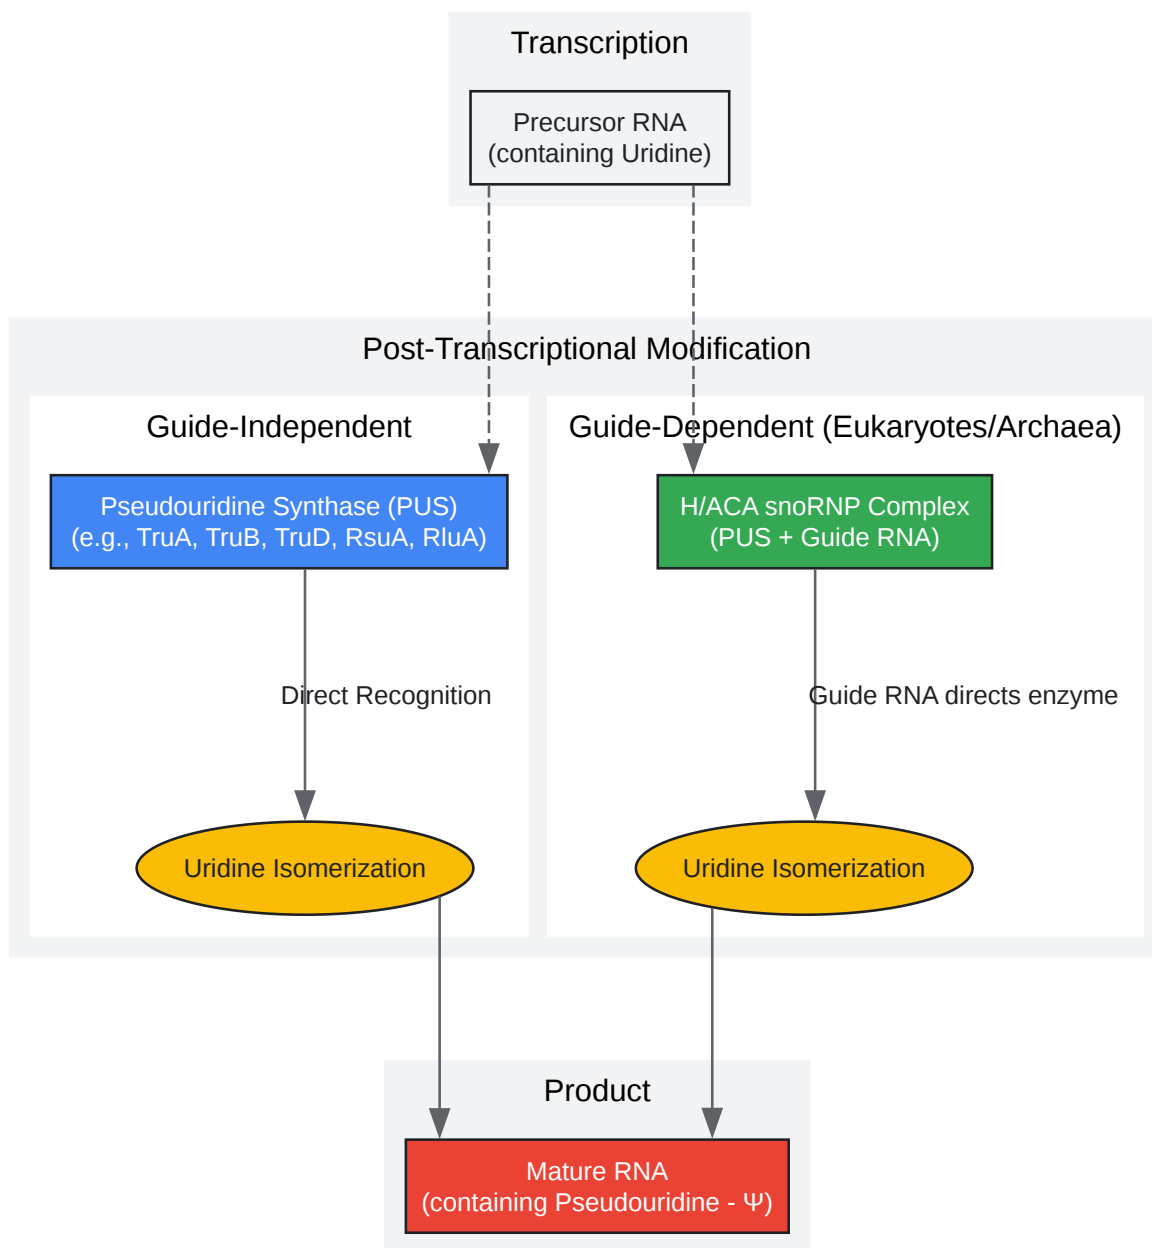 Transcription
Precursor RNA
(containing Uridine)
Post-Transcriptional Modification
Guide-Independent
Pseudouridine Synthase (PUS)
(e.g., TruA, TruB, TruD, RsuA, RluA)
Direct Recognition
Uridine Isomerization
Guide-Dependent (Eukaryotes/Archaea)
H/ACA snoRNP Complex
(PUS + Guide RNA)
Guide RNA directs enzyme
Uridine Isomerization
Product
Mature RNA
(containing Pseudouridine - Ψ)